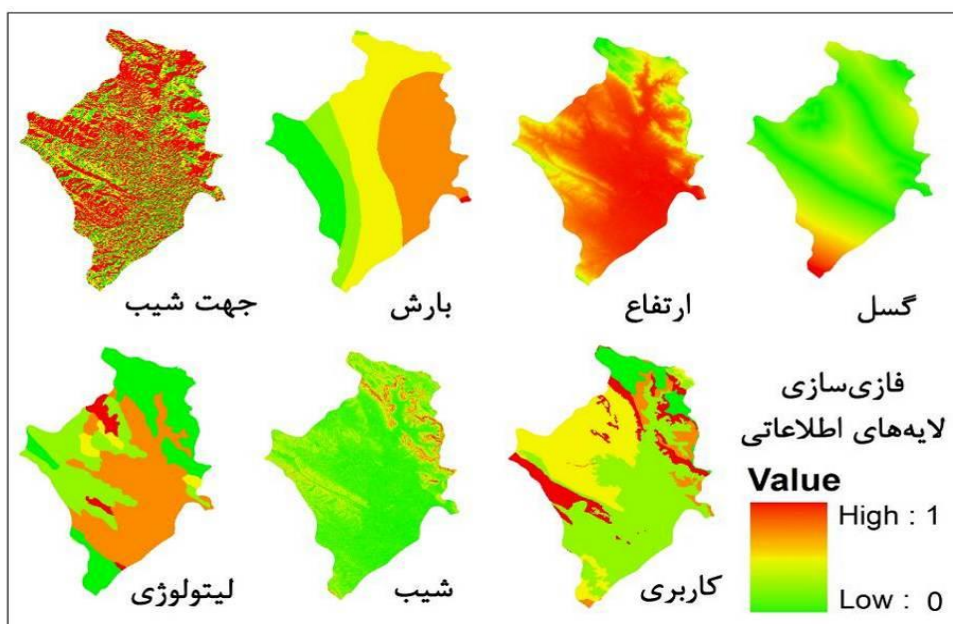 جهت شیب
بارش
ارتفاع
گسل
لیتولوژی
شیب
کاربری
فازی‌سازی
لایه‌های اطلاعاتی
Value
High : 1
Low : 0